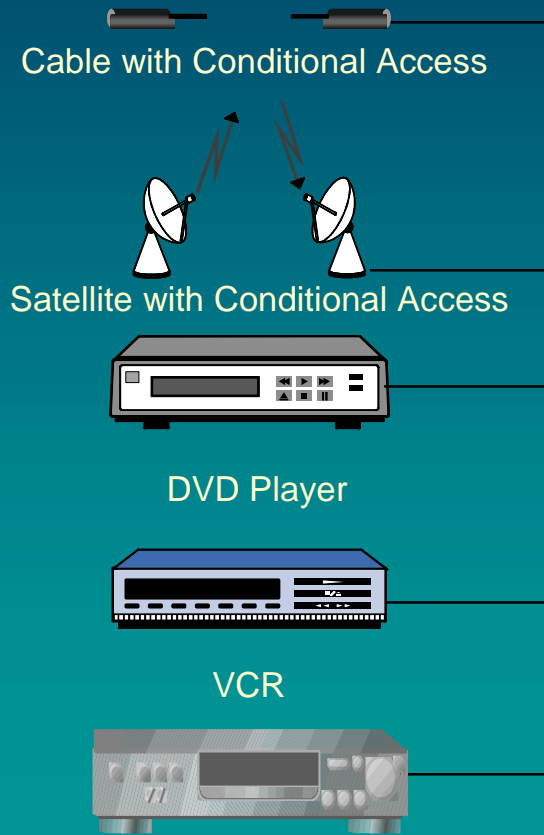 Cable with Conditional Access
Satellite with Conditional Access
DVD Player
VCR